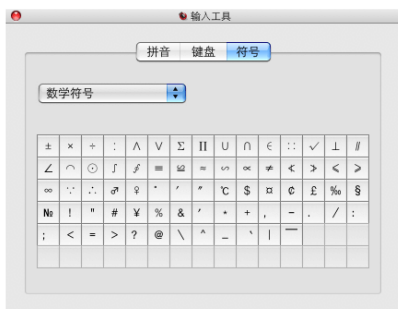 输入工具
拼音 键盘 符号
数学符号
± × ÷ ∶ ∧ ∨ ∑ ∏ ∪ ∩ ∈ ∷ √ ⊥ ∥
∠ ⌒ ⊙ ∫ ∮ ≡ ≌ ≈ ∽ ∝ ≠ ≮ ≯ ≤ ≥
∞ ∵ ∴ ♂ ♀ ° ′ ″ ℃ $ ¤ ¢ £ ‰ §
№ ! " # ¥ % & ' * + , - . / :
; < = > ? @ \ ^ _ ` | ‾